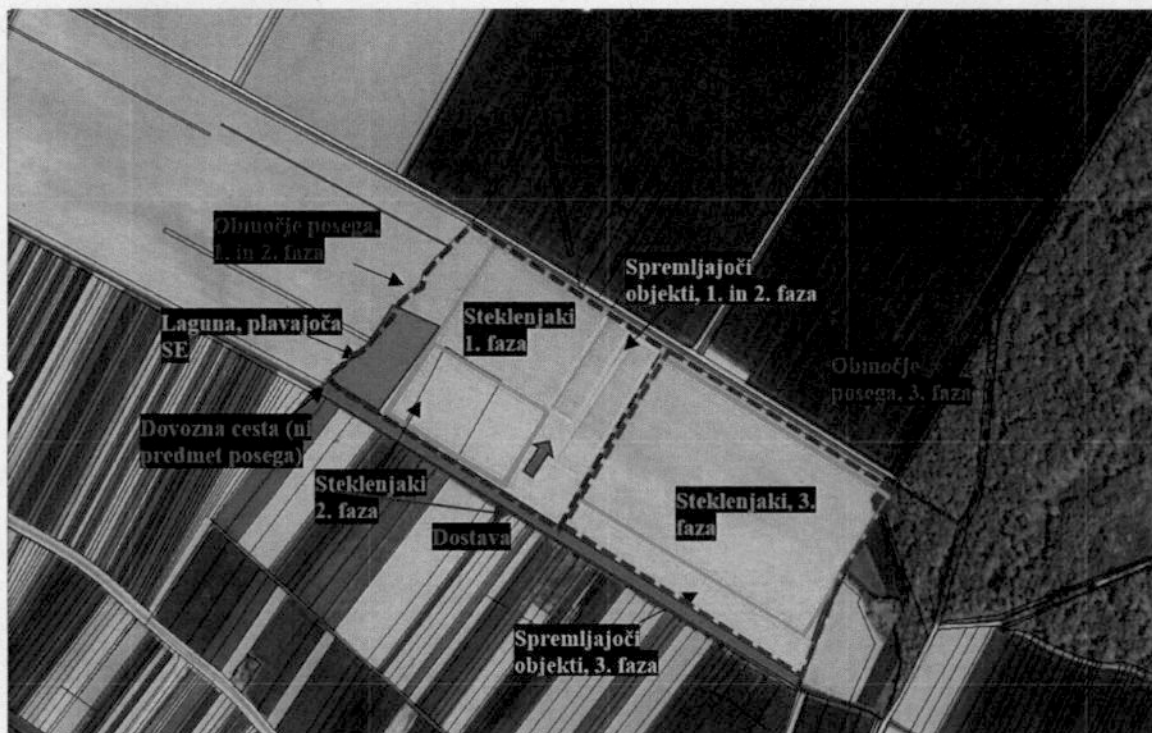 Območje posega,
1. in 2. faza
Spremljajoči
objekti, 1. in 2. faza
Steklenjaki
1. faza
Laguna, plavajoča
SE
Območje
posega, 3. faza
Dovozna cesta (ni
predmet posega)
Steklenjaki
2. faza
Dostava
Steklenjaki, 3.
faza
Spremljajoči
objekti, 3. faza